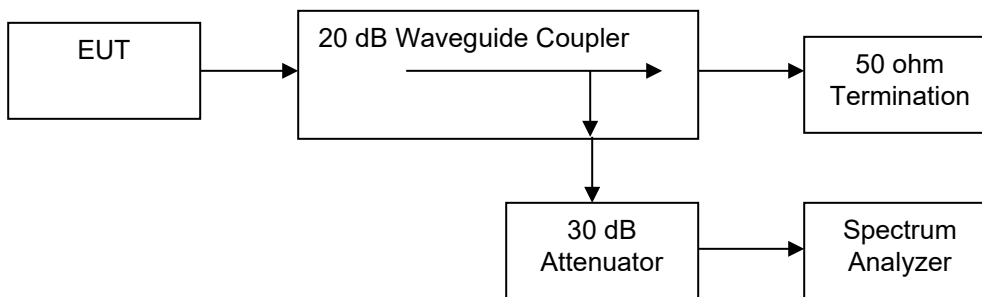 EUT
20 dB Waveguide Coupler
50 ohm
Termination
30 dB
Attenuator
Spectrum
Analyzer